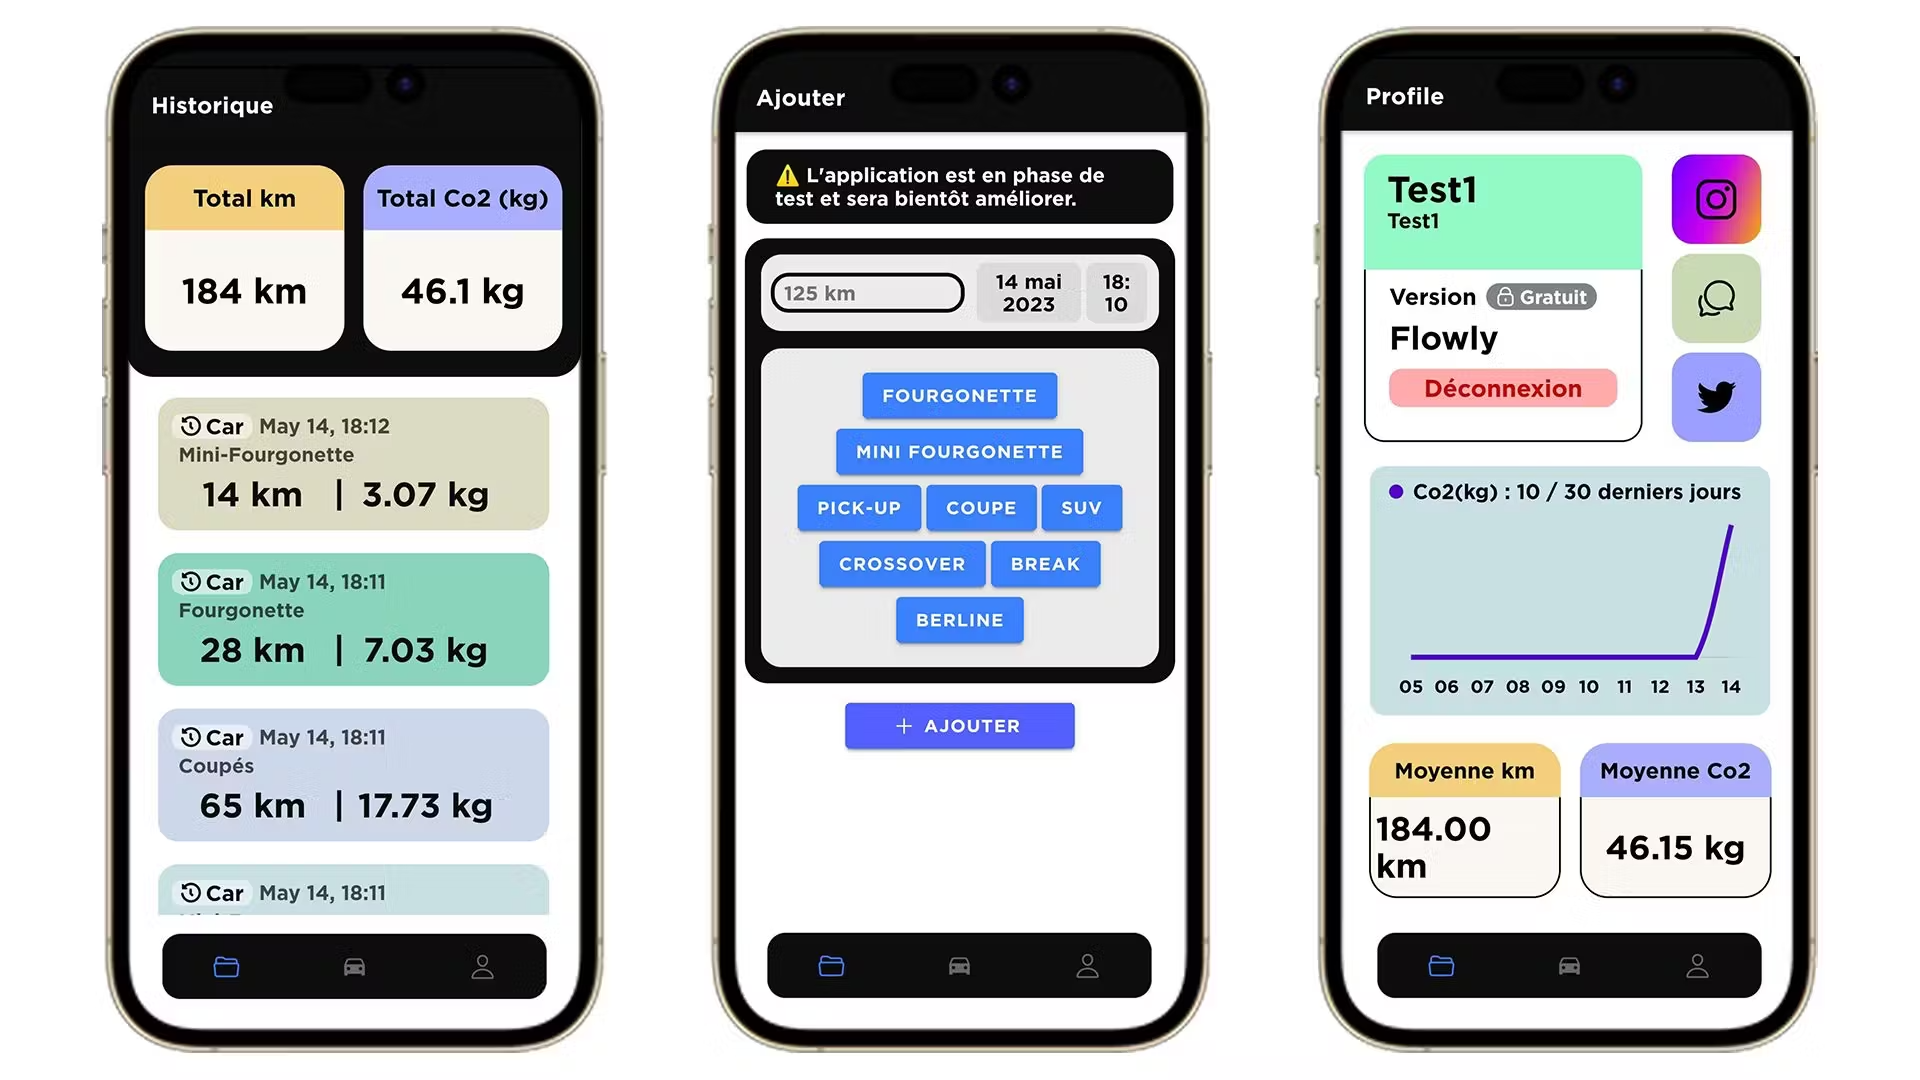 Historique
Total km
Total Co2 (kg)
184 km
46.1 kg
Car May 14, 18:12
Mini-Fourgonette
14 km | 3.07 kg
Car May 14, 18:11
Fourgonette
28 km | 7.03 kg
Car May 14, 18:11
Coupés
65 km | 17.73 kg
Car May 14, 18:11
Ajouter
⚠️ L'application est en phase de
test et sera bientôt améliorer.
125 km
14 mai
2023
18:
10
FOURGONETTE
MINI FOURGONETTE
PICK-UP COUPE SUV
CROSSOVER BREAK
BERLINE
+ AJOUTER
Profile
Test1
Test1
Version Gratuit
Flowly
Déconnexion
Co2(kg) : 10 / 30 derniers jours
05 06 07 08 09 10 11 12 13 14
Moyenne km
184.00
km
Moyenne Co2
46.15 kg